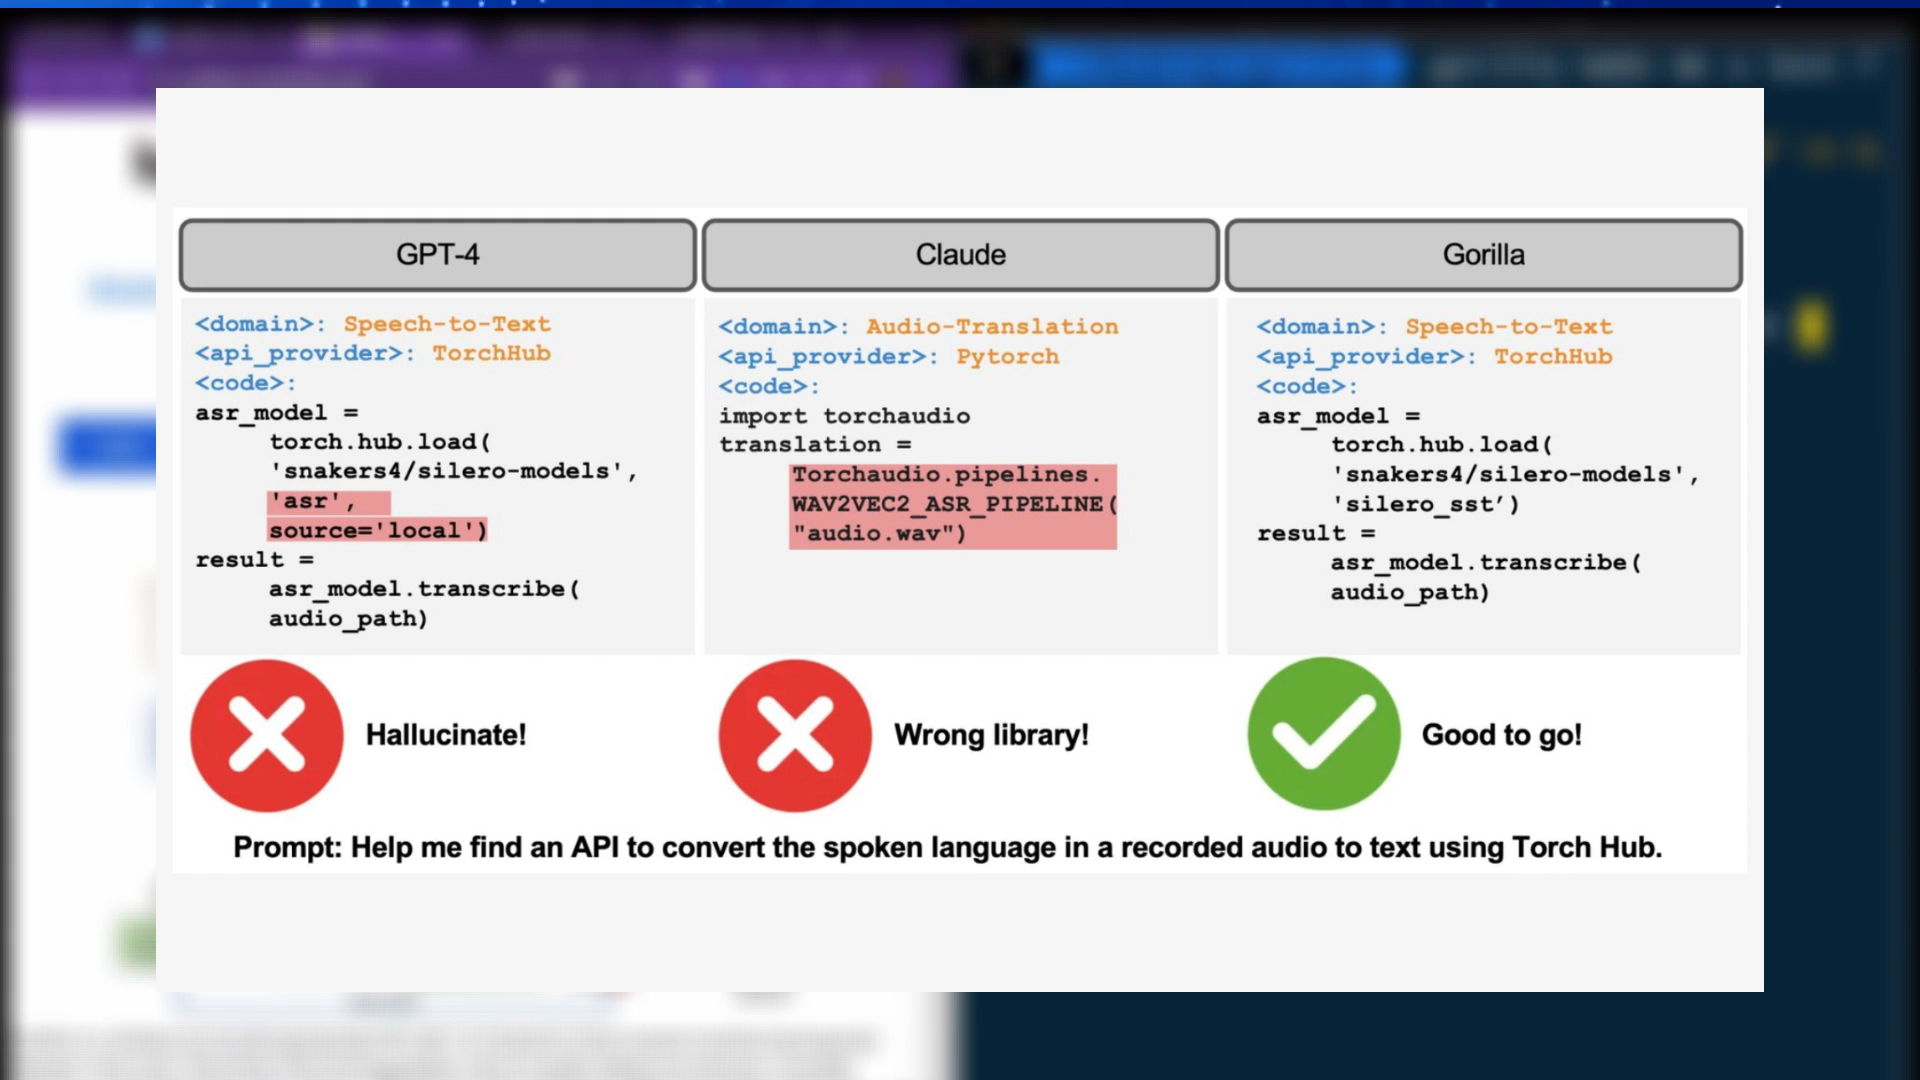 GPT-4
<domain>: Speech-to-Text
<api_provider>: TorchHub
<code>:
asr_model =
torch.hub.load(
'snakers4/silero-models',
'asr',
source='local')
result =
asr_model.transcribe(
audio_path)
Hallucinate!
Claude
<domain>: Audio-Translation
<api_provider>: Pytorch
<code>:
import torchaudio
translation =
Torchaudio.pipelines.
WAV2VEC2_ASR_PIPELINE(
"audio.wav")
Wrong library!
Gorilla
<domain>: Speech-to-Text
<api_provider>: TorchHub
<code>:
asr_model =
torch.hub.load(
'snakers4/silero-models',
'silero_sst’)
result =
asr_model.transcribe(
audio_path)
Good to go!
Prompt: Help me find an API to convert the spoken language in a recorded audio to text using Torch Hub.